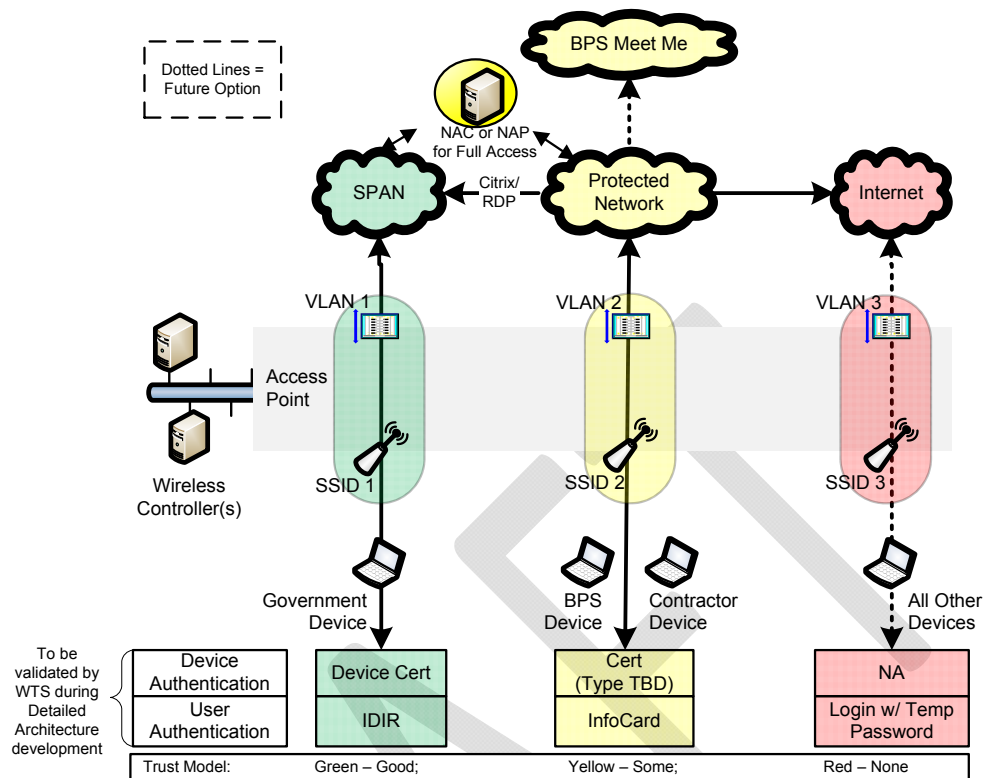 BPS Meet Me
Dotted Lines =
Future Option
NAC or NAP
for Full Access
SPAN
Citrix/
RDP
Protected
Network
Internet
VLAN 1
VLAN 2
VLAN 3
Access
Point
SSID 1
SSID 2
SSID 3
Wireless
Controller(s)
Government
Device
BPS
Device
Contractor
Device
All Other
Devices
To be
validated by
WTS during
Detailed
Architecture
development
Device
Authentication
Device Cert
Cert
(Type TBD)
NA
User
Authentication
IDIR
InfoCard
Login w/ Temp
Password
Trust Model: Green – Good; Yellow – Some; Red – None